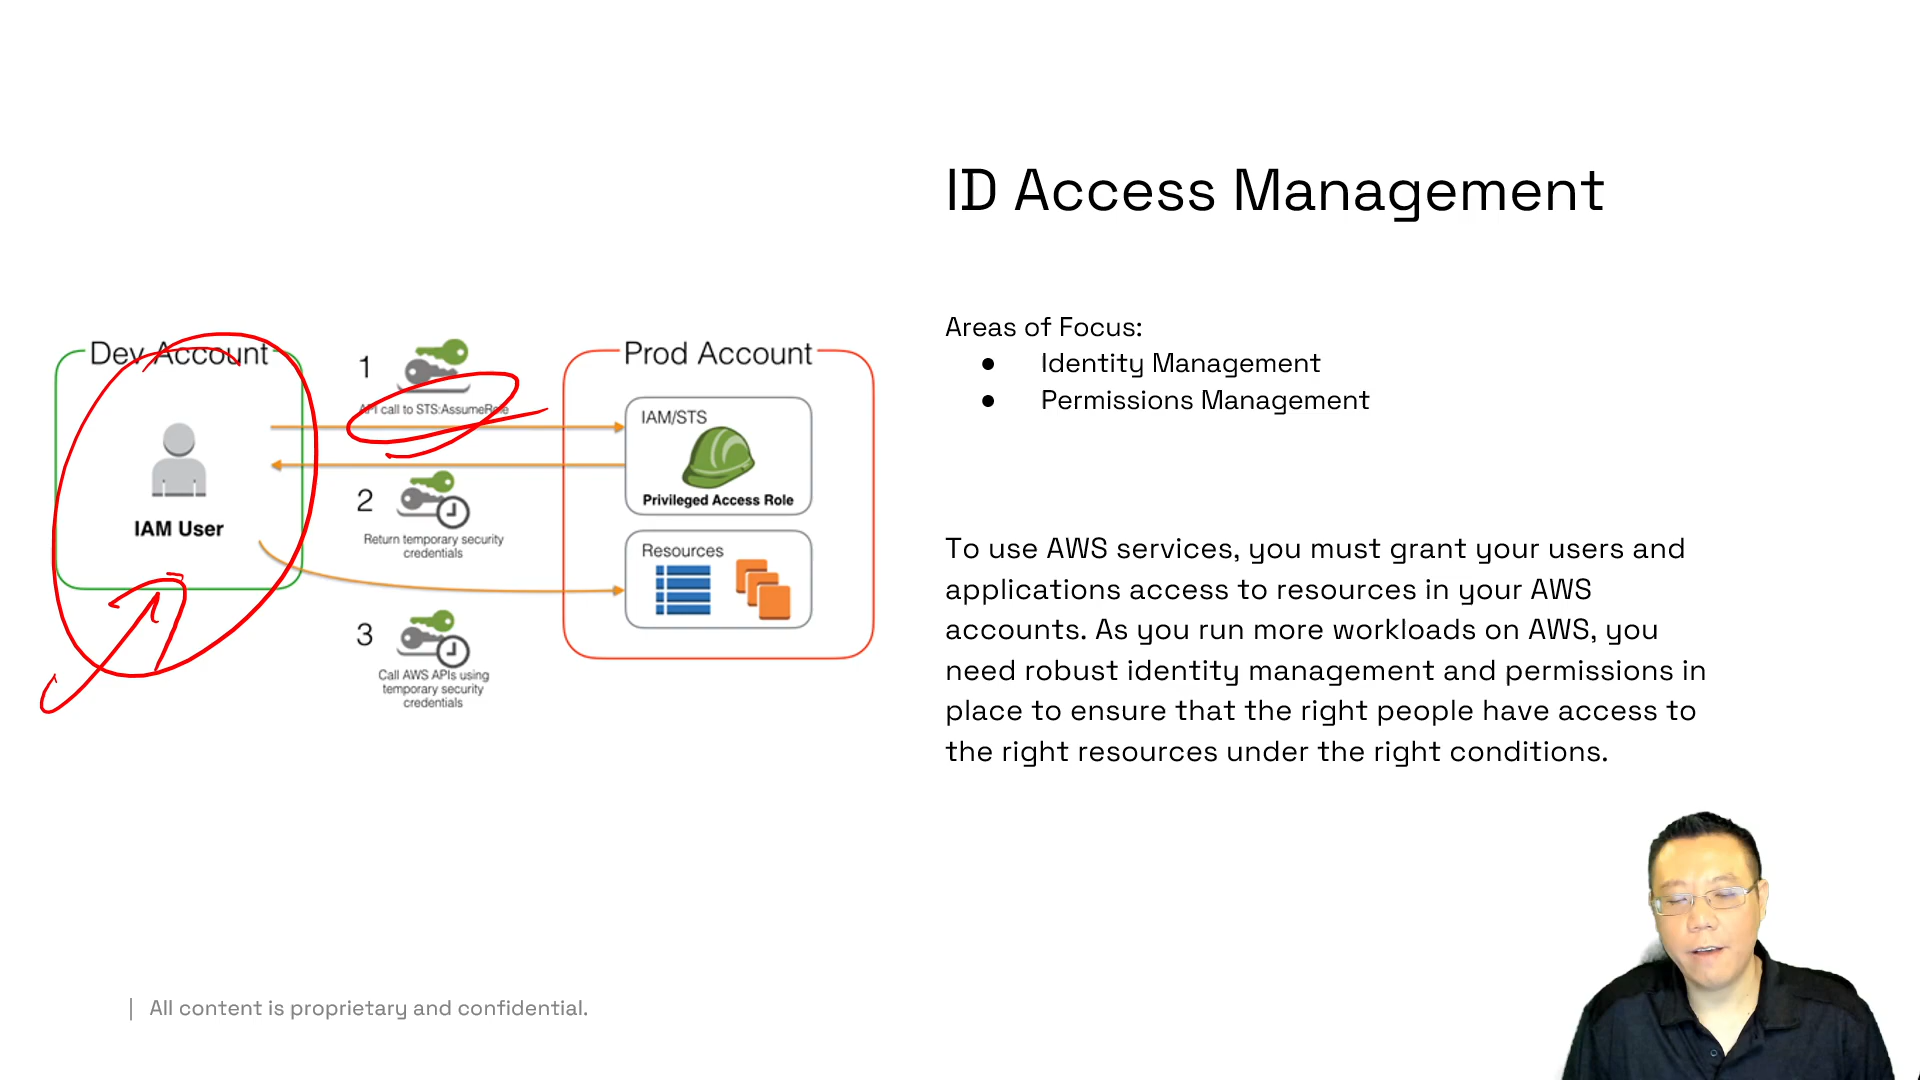 ID Access Management
Areas of Focus:
● Identity Management
● Permissions Management
To use AWS services, you must grant your users and
applications access to resources in your AWS
accounts. As you run more workloads on AWS, you
need robust identity management and permissions in
place to ensure that the right people have access to
the right resources under the right conditions.
Dev Account
IAM User
1
API call to STS:AssumeRole
2
Return temporary security
credentials
3
Call AWS APIs using
temporary security
credentials
Prod Account
IAM/STS
Privileged Access Role
Resources
| All content is proprietary and confidential.